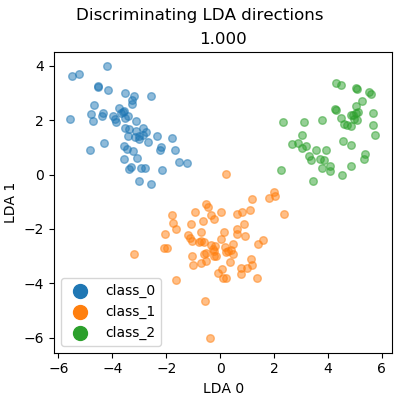 Discriminating LDA directions
1.000
4
2
0
−2
−4
−6
LDA 1
class_0
class_1
class_2
−6
−4
−2
0
2
4
6
LDA 0